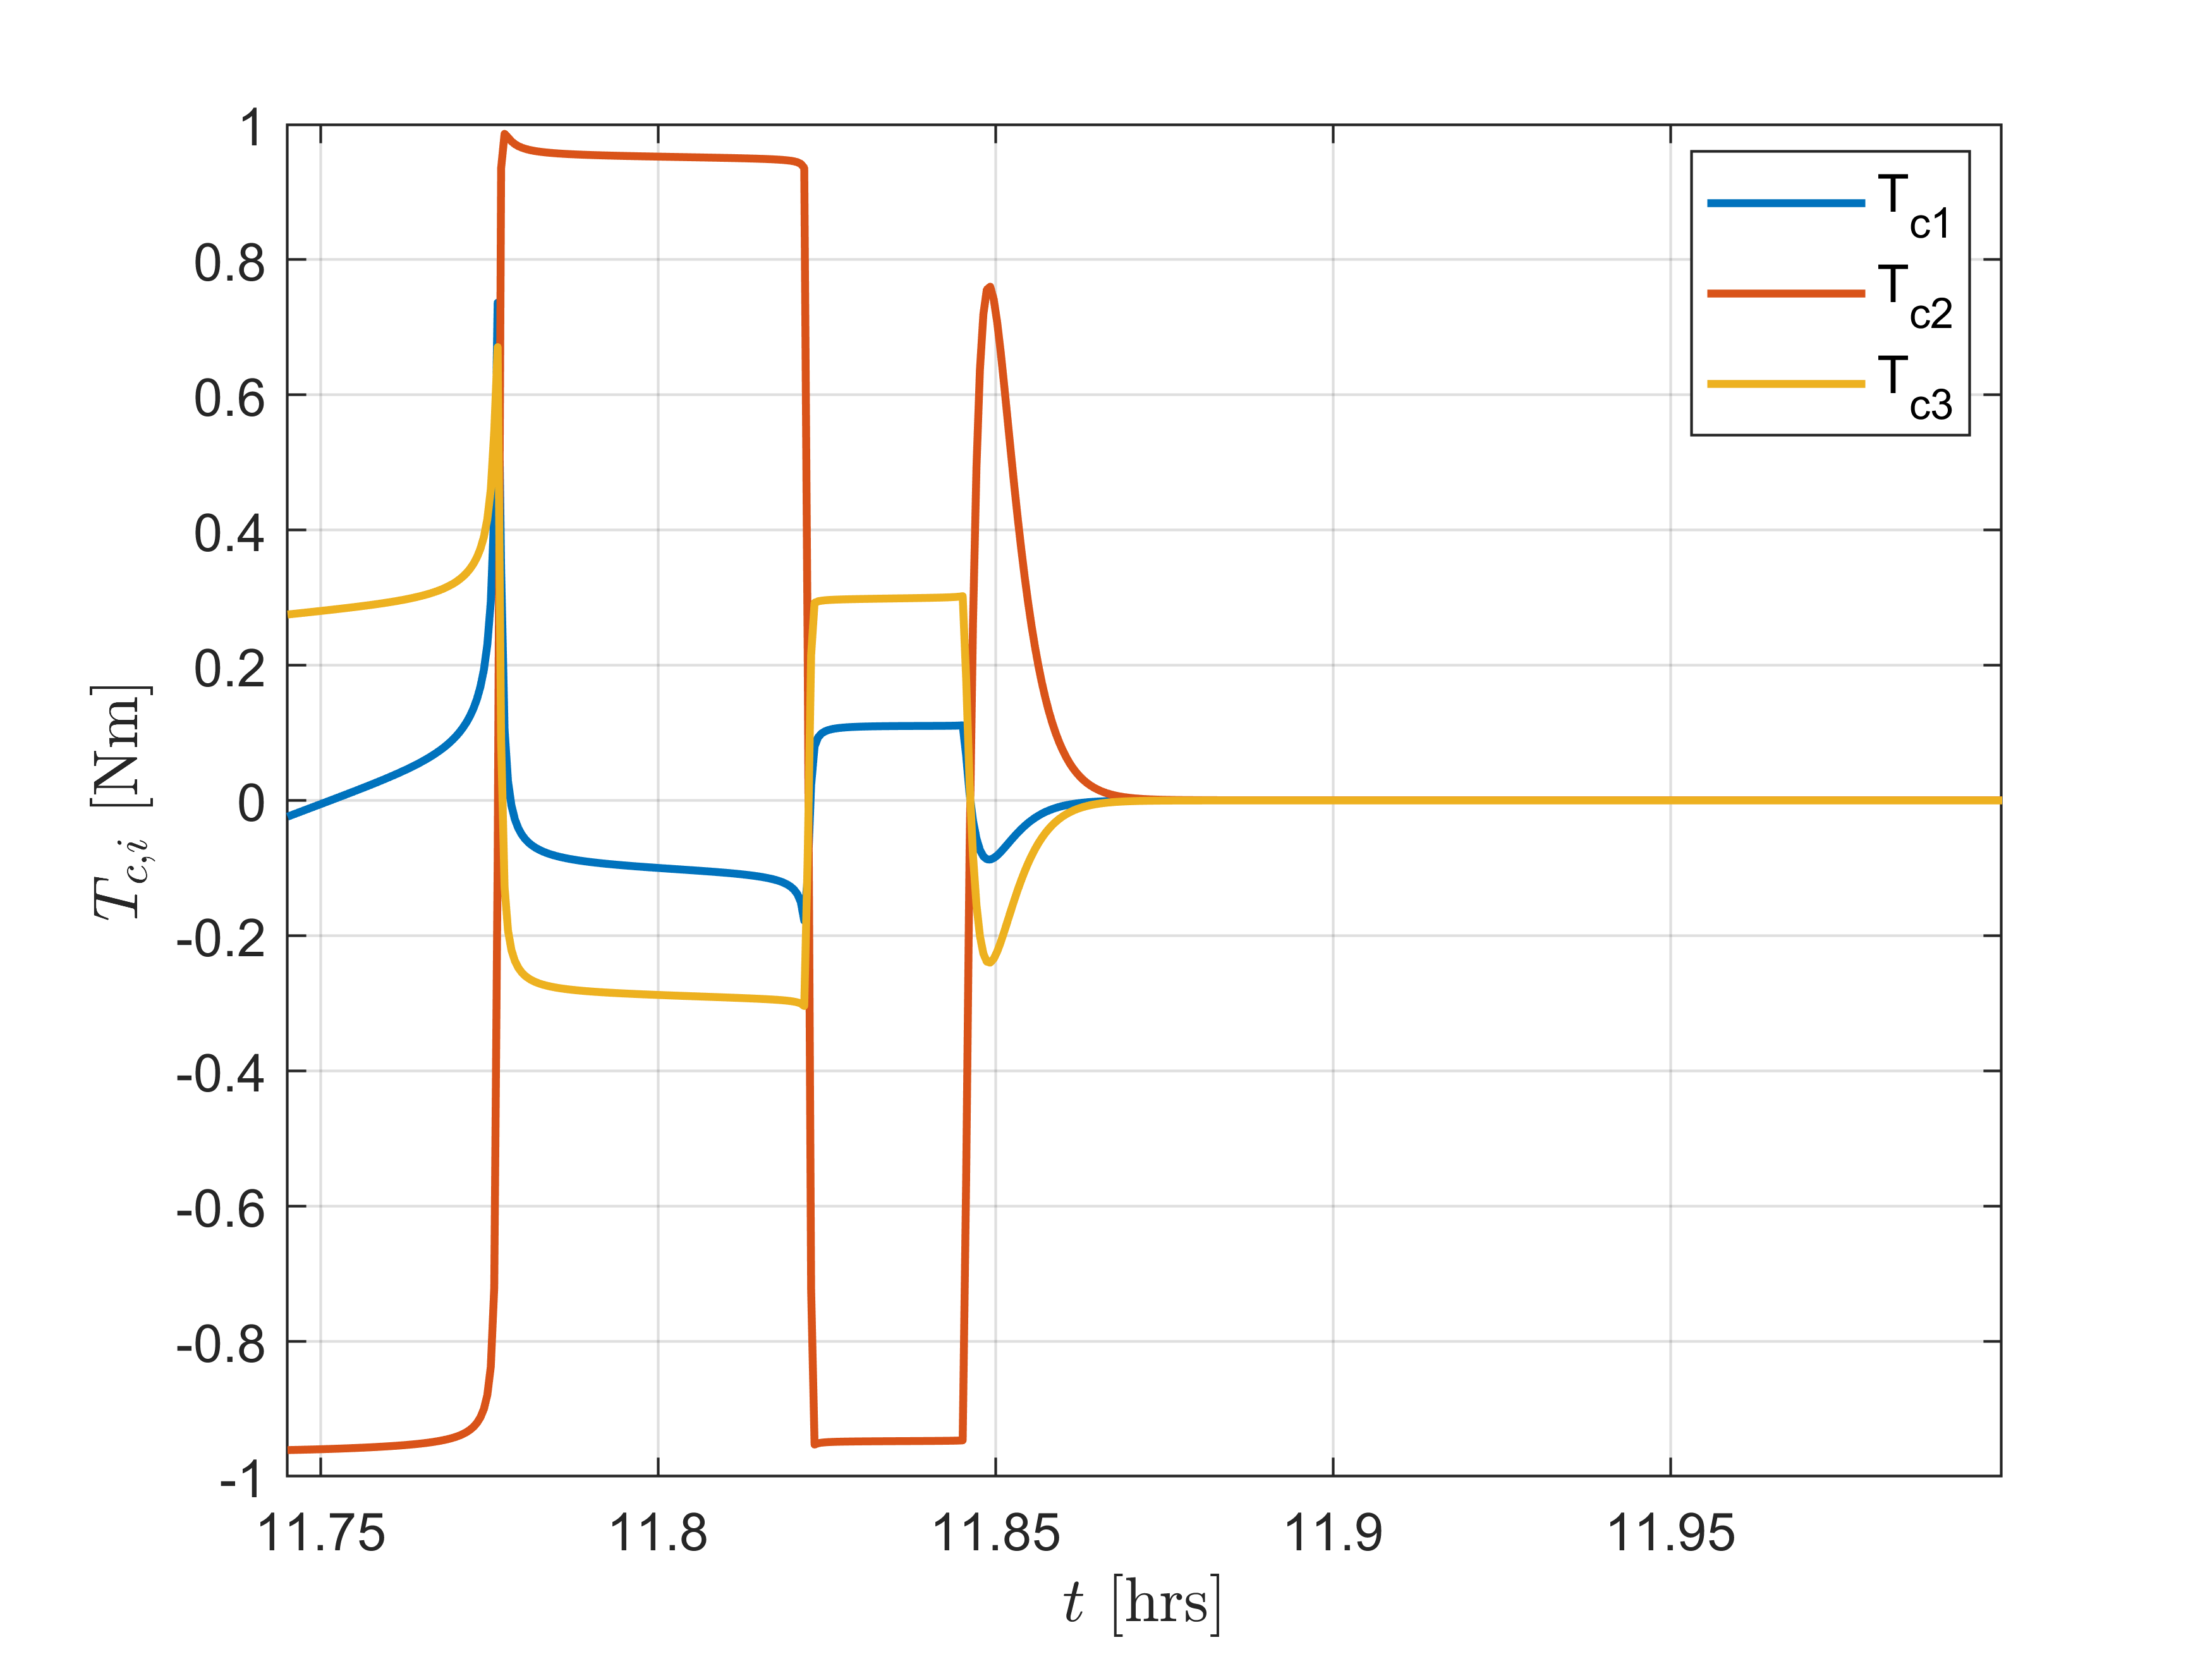 1
0.8
0.6
0.4
0.2
0
-0.2
-0.4
-0.6
-0.8
-1
11.75 11.8 11.85 11.9 11.95
t [hrs]
T_{c,i} [Nm]
T_{c1}
T_{c2}
T_{c3}